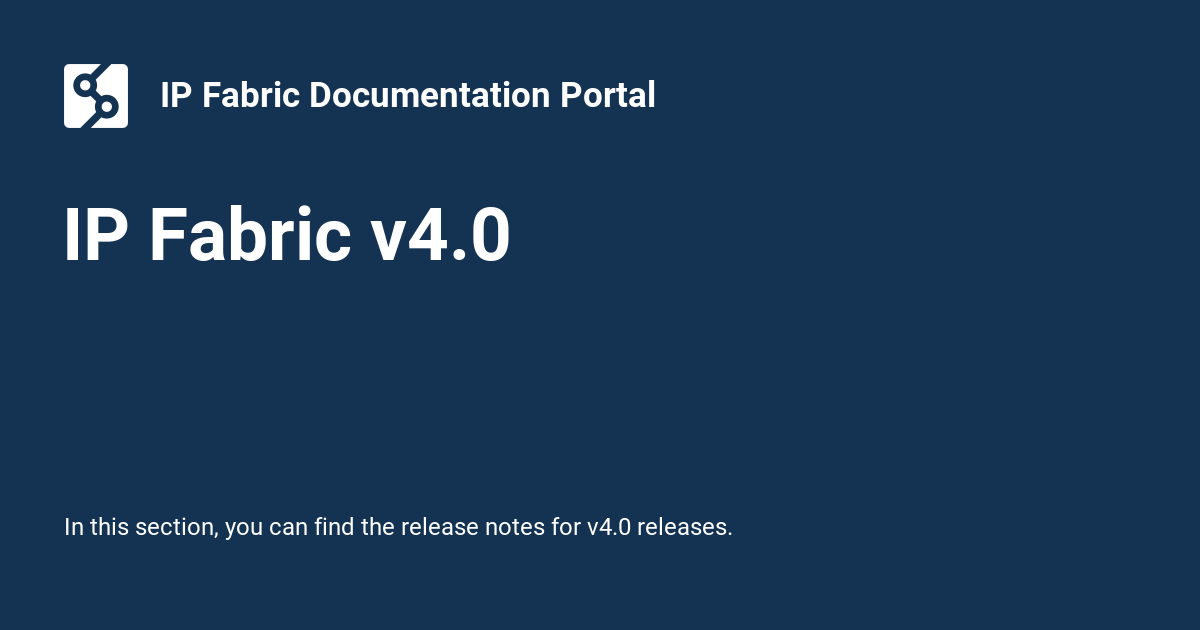 IP Fabric Documentation Portal
IP Fabric v4.0
In this section, you can find the release notes for v4.0 releases.